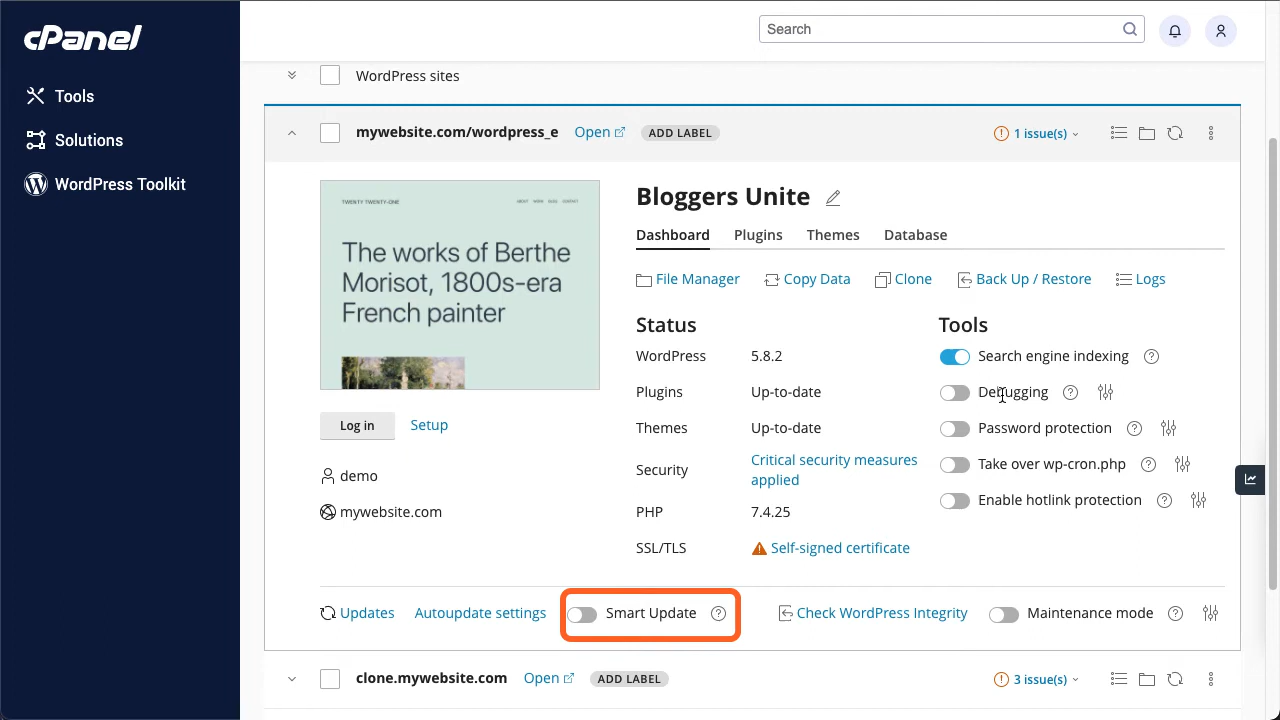 cPanel
Search
Tools
Solutions
WordPress Toolkit
WordPress sites
mywebsite.com/wordpress_e Open ADD LABEL 1 issue(s)
TWENTY TWENTY-ONE ABOUT WORK BLOG CONTACT
The works of Berthe
Morisot, 1800s-era
French painter
Log in Setup
demo
mywebsite.com
Bloggers Unite
Dashboard Plugins Themes Database
File Manager Copy Data Clone Back Up / Restore Logs
Status
WordPress 5.8.2
Plugins Up-to-date
Themes Up-to-date
Security Critical security measures
applied
PHP 7.4.25
SSL/TLS Self-signed certificate
Tools
Search engine indexing ?
Debugging ?
Password protection ?
Take over wp-cron.php ?
Enable hotlink protection ?
Updates Autoupdate settings Smart Update ? Check WordPress Integrity Maintenance mode ?
clone.mywebsite.com Open ADD LABEL 3 issue(s)